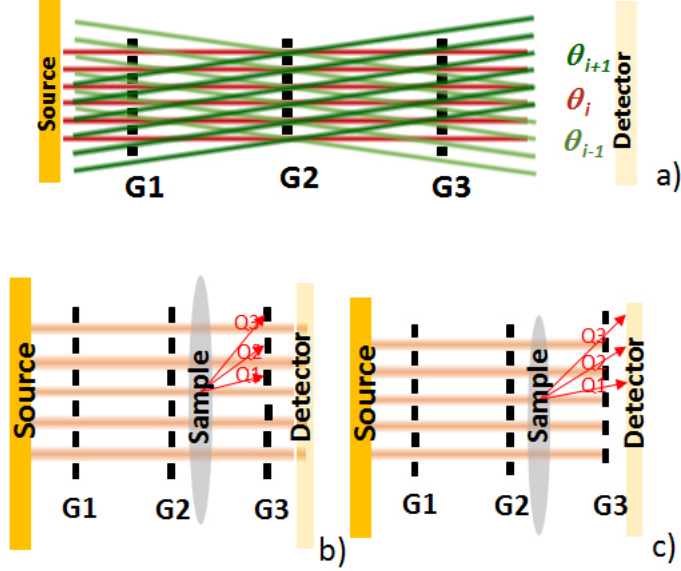 Source
G1
G2
G3
θi+1
θi
θi-1
Detector
a)
Source
G1
G2
Sample
Q3
Q2
Q1
G3
Detector
b)
Source
G1
G2
Sample
Q3
Q2
Q1
G3
Detector
c)